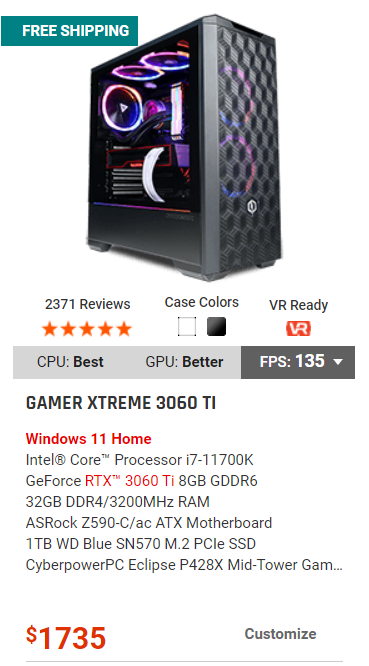 FREE SHIPPING
2371 Reviews
Case Colors
VR Ready
VR
CPU: Best
GPU: Better
FPS: 135
GAMER XTREME 3060 TI
Windows 11 Home
Intel® Core™ Processor i7-11700K
GeForce RTX™ 3060 Ti 8GB GDDR6
32GB DDR4/3200MHz RAM
ASRock Z590-C/ac ATX Motherboard
1TB WD Blue SN570 M.2 PCIe SSD
CyberpowerPC Eclipse P428X Mid-Tower Gam...
$1735
Customize